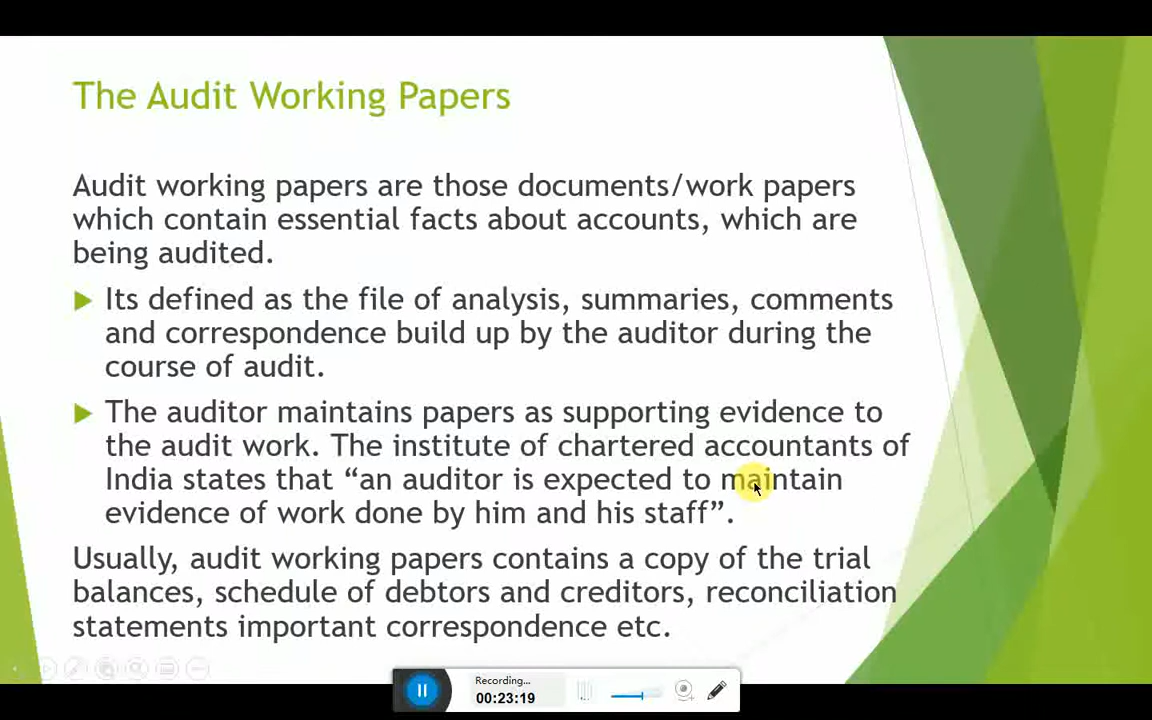 The Audit Working Papers
Audit working papers are those documents/work papers
which contain essential facts about accounts, which are
being audited.
Its defined as the file of analysis, summaries, comments
and correspondence build up by the auditor during the
course of audit.
The auditor maintains papers as supporting evidence to
the audit work. The institute of chartered accountants of
India states that “an auditor is expected to maintain
evidence of work done by him and his staff”.
Usually, audit working papers contains a copy of the trial
balances, schedule of debtors and creditors, reconciliation
statements important correspondence etc.
Recording...
00:23:19